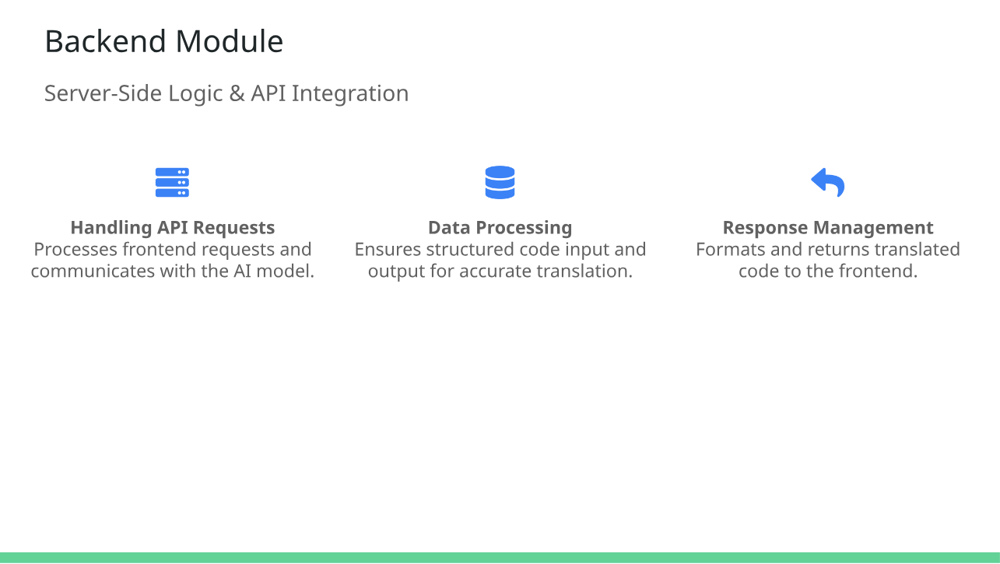 Backend Module
Server-Side Logic & API Integration
Handling API Requests
Processes frontend requests and
communicates with the AI model.
Data Processing
Ensures structured code input and
output for accurate translation.
Response Management
Formats and returns translated
code to the frontend.